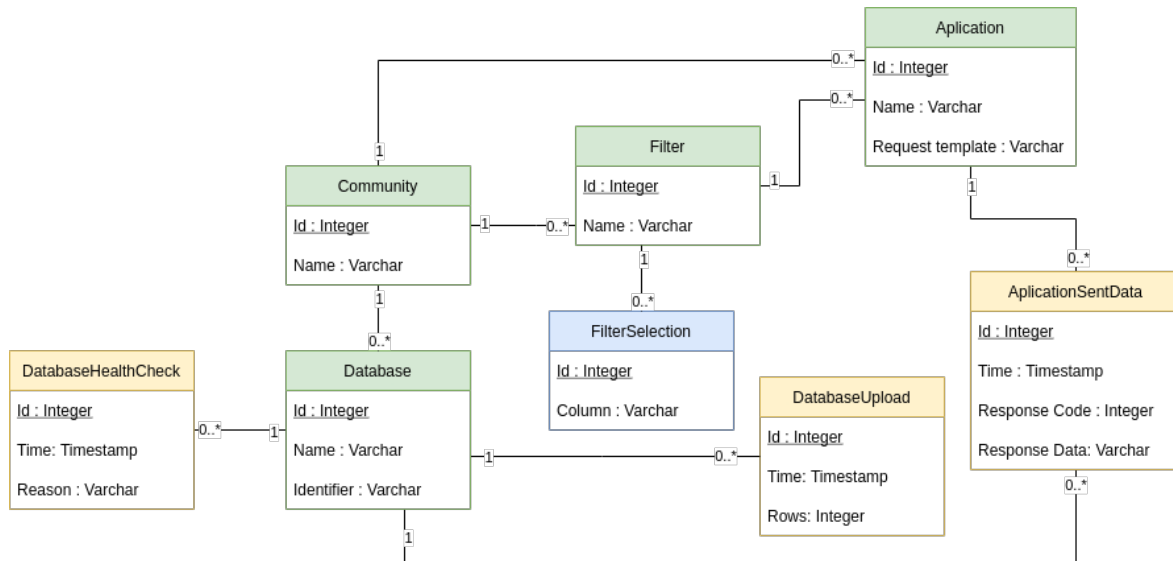 Aplication
Id : Integer
Name : Varchar
Request template : Varchar
0..*
0..*
1
1
Filter
Id : Integer
Name : Varchar
1
0..*
1
Community
Id : Integer
Name : Varchar
1
1
0..*
1
0..*
FilterSelection
Id : Integer
Column : Varchar
0..*
AplicationSentData
Id : Integer
Time : Timestamp
Response Code : Integer
Response Data: Varchar
0..*
DatabaseHealthCheck
Id : Integer
Time: Timestamp
Reason : Varchar
0..*
1
Database
Id : Integer
Name : Varchar
Identifier : Varchar
1
1
0..*
DatabaseUpload
Id : Integer
Time: Timestamp
Rows: Integer